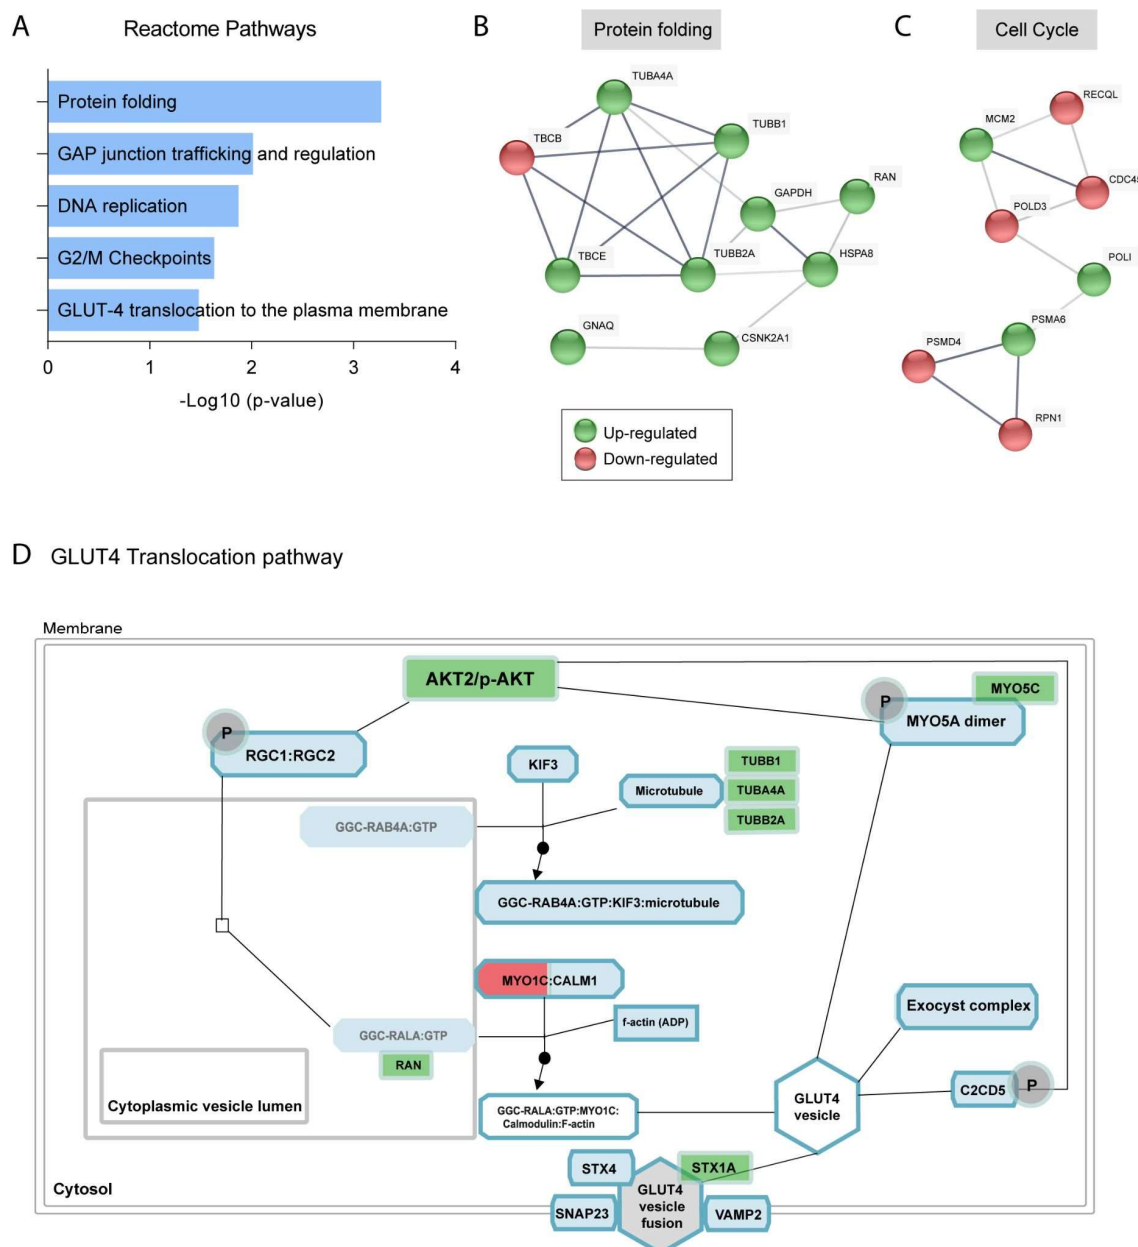 A
Reactome Pathways
Protein folding
GAP junction trafficking and regulation
DNA replication
G2/M Checkpoints
GLUT-4 translocation to the plasma membrane
0 1 2 3 4
-Log10 (p-value)
B
Protein folding
TUBA4A
TUBB1
TBCB
GAPDH
RAN
TBCE
TUBB2A
HSPA8
GNAQ
CSNK2A1
Up-regulated
Down-regulated
C
Cell Cycle
RECQL
MCM2
CDC45
POLD3
POLI
PSMA6
PSMD4
RPN1
D GLUT4 Translocation pathway
Membrane
AKT2/p-AKT
MYO5C
P
MYO5A dimer
P
RGC1:RGC2
KIF3
TUBB1
Microtubule
TUBA4A
TUBB2A
GGC-RAB4A:GTP
GGC-RAB4A:GTP:KIF3:microtubule
MYO1C:CALM1
Exocyst complex
f-actin (ADP)
GGC-RALA:GTP
RAN
C2CD5
P
Cytoplasmic vesicle lumen
GGC-RALA:GTP:MYO1C:
Calmodulin:F-actin
GLUT4
vesicle
STX4
STX1A
Cytosol
GLUT4
vesicle
fusion
SNAP23
VAMP2